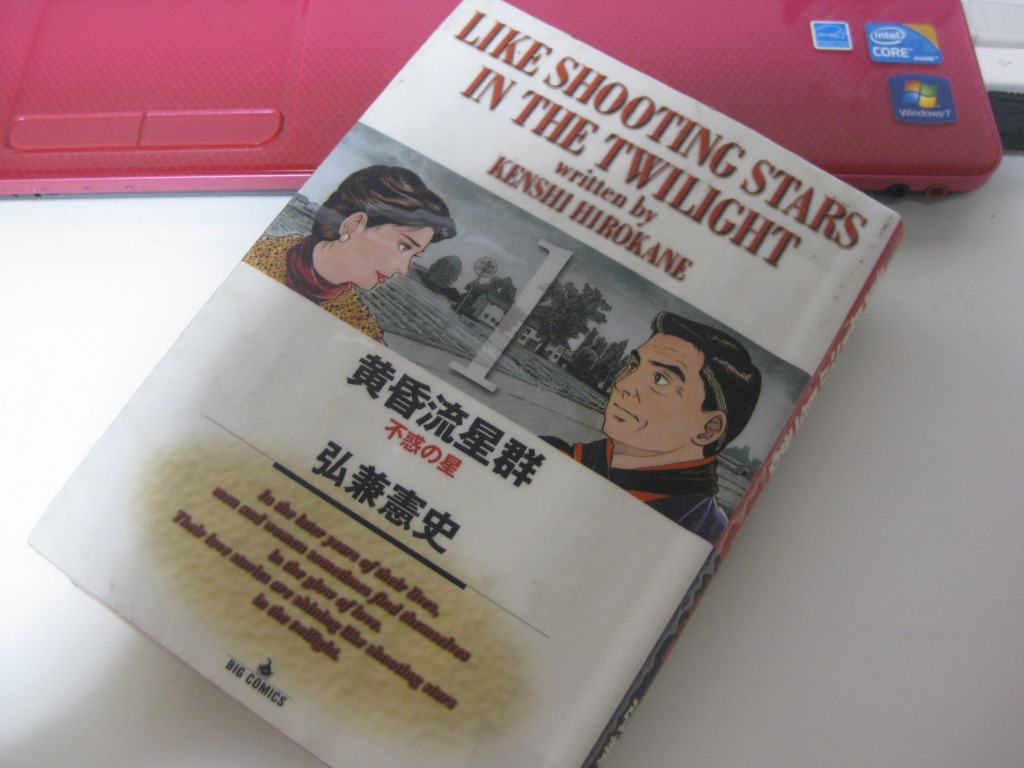 LIKE SHOOTING STARS
IN THE TWILIGHT
written by
KENSHI HIROKANE
1
黄昏流星群
不惑の星
弘兼憲史
In the later years of their lives,
men and women sometimes find themselves
in the glow of love.
Their love stories are shining like shooting stars
in the twilight.
BIG COMICS
intel
CORE
Windows 7